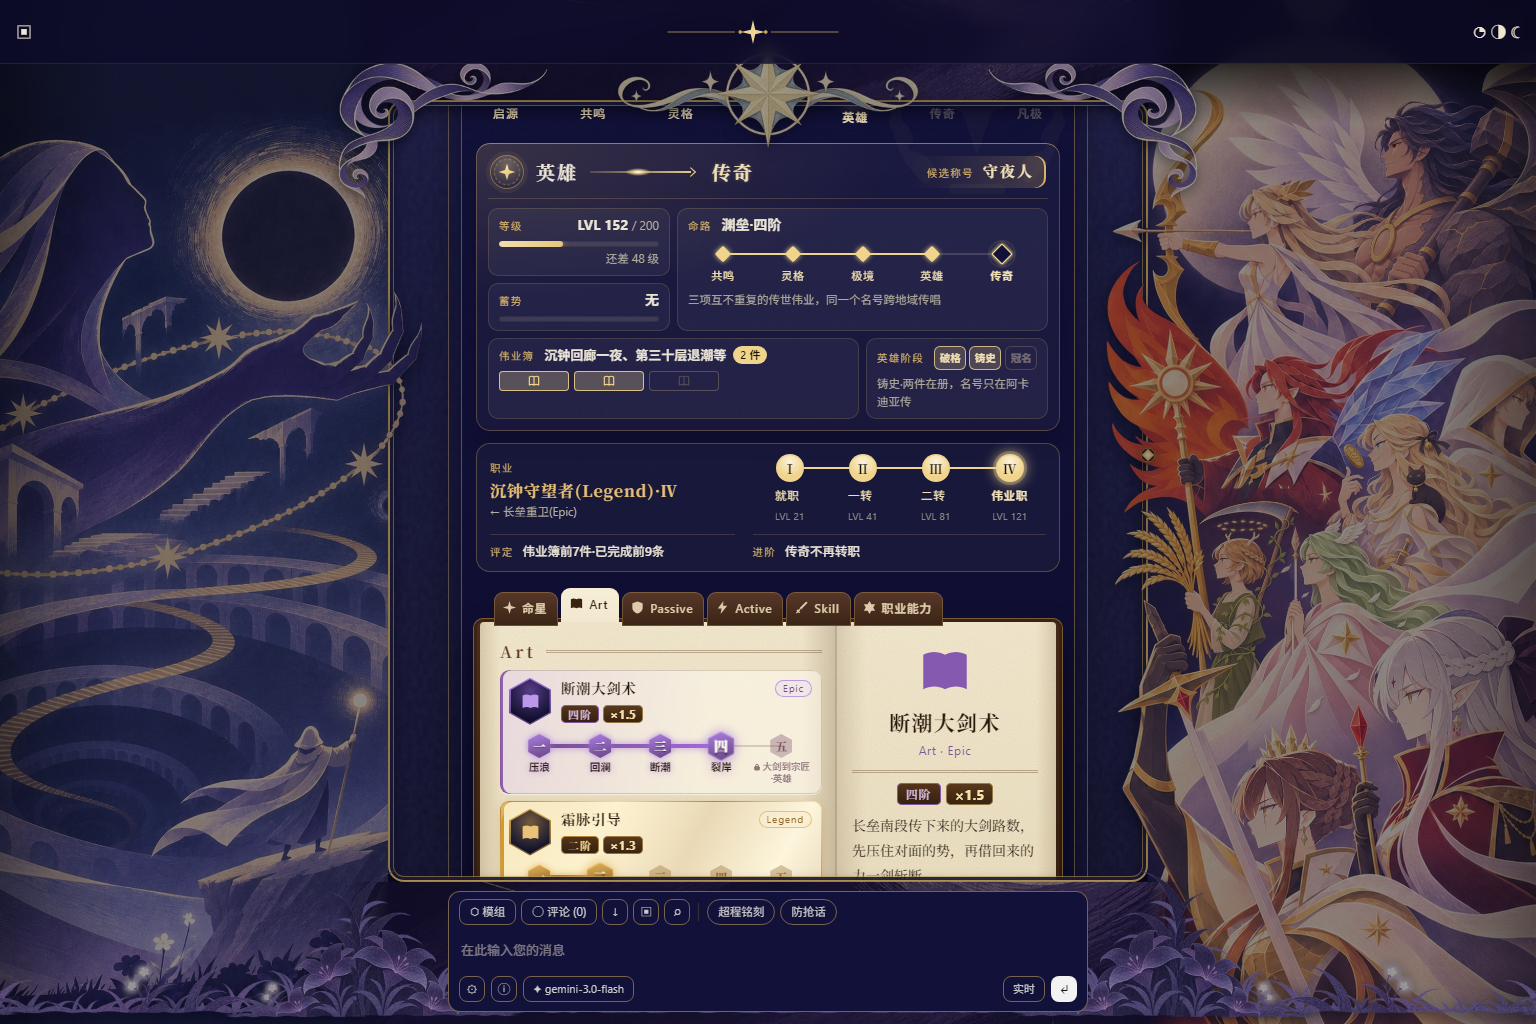 启源 共鸣 灵格 英雄 传奇 凡极
英雄 传奇 候选称号 守夜人
等级 LVL 152 / 200
还差 48 级
蓄势 无
命路 渊垒·四阶
共鸣 灵格 极境 英雄 传奇
三项互不重复的传世伟业，同一个名号跨地域传唱
伟业簿 沉钟回廊一夜、第三十层退潮等 2 件
英雄阶段 破格 铸史 冠名
铸史·两件在册，名号只在阿卡
迪亚传
职业
沉钟守望者(Legend)·IV
← 长垒重卫(Epic)
I II III IV
就职 一转 二转 伟业职
LVL 21 LVL 41 LVL 81 LVL 121
评定 伟业簿前7件·已完成前9条
进阶 传奇不再转职
命星 Art Passive Active Skill 职业能力
Art
断潮大剑术 Epic
四阶 ×1.5
一 二 三 四 五
压浪 回澜 断潮 裂岸 大剑到宗匠
·英雄
霜脉引导 Legend
二阶 ×1.3
断潮大剑术
Art · Epic
四阶 ×1.5
长垒南段传下来的大剑路数，
先压住对面的势，再借回来的
力一剑斩断
模组 评论 (0) 超程铭刻 防抢话
在此输入您的消息
gemini-3.0-flash 实时